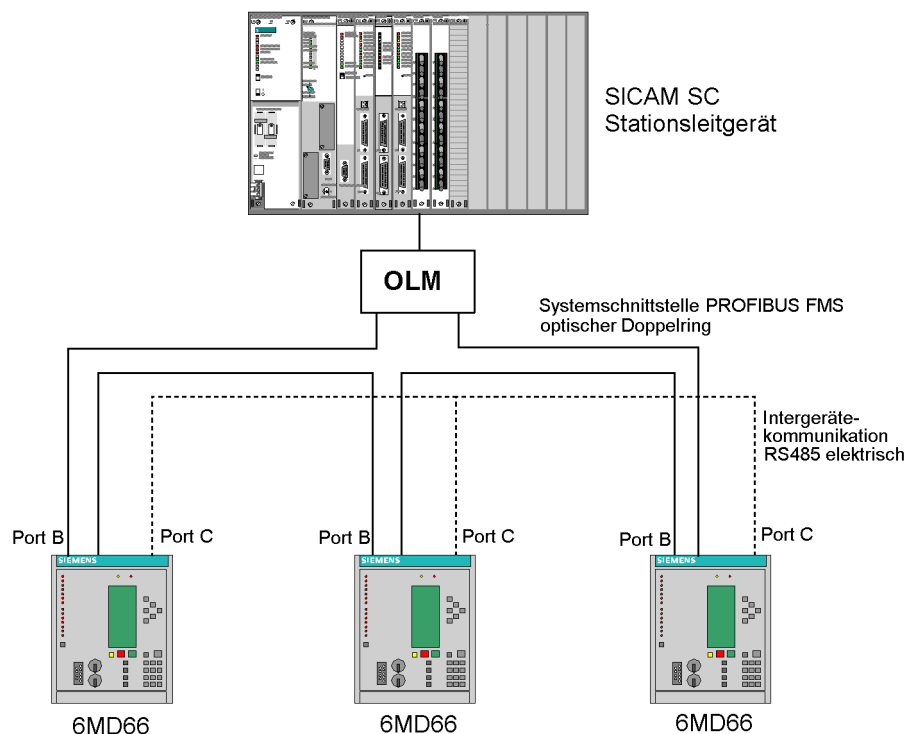 SICAM SC
Stationsleitgerät
OLM
Systemschnittstelle PROFIBUS FMS
optischer Doppelring
Intergeräte-
kommunikation
RS485 elektrisch
Port B
Port C
Port B
Port C
Port B
Port C
SIEMENS
SIEMENS
SIEMENS
6MD66
6MD66
6MD66